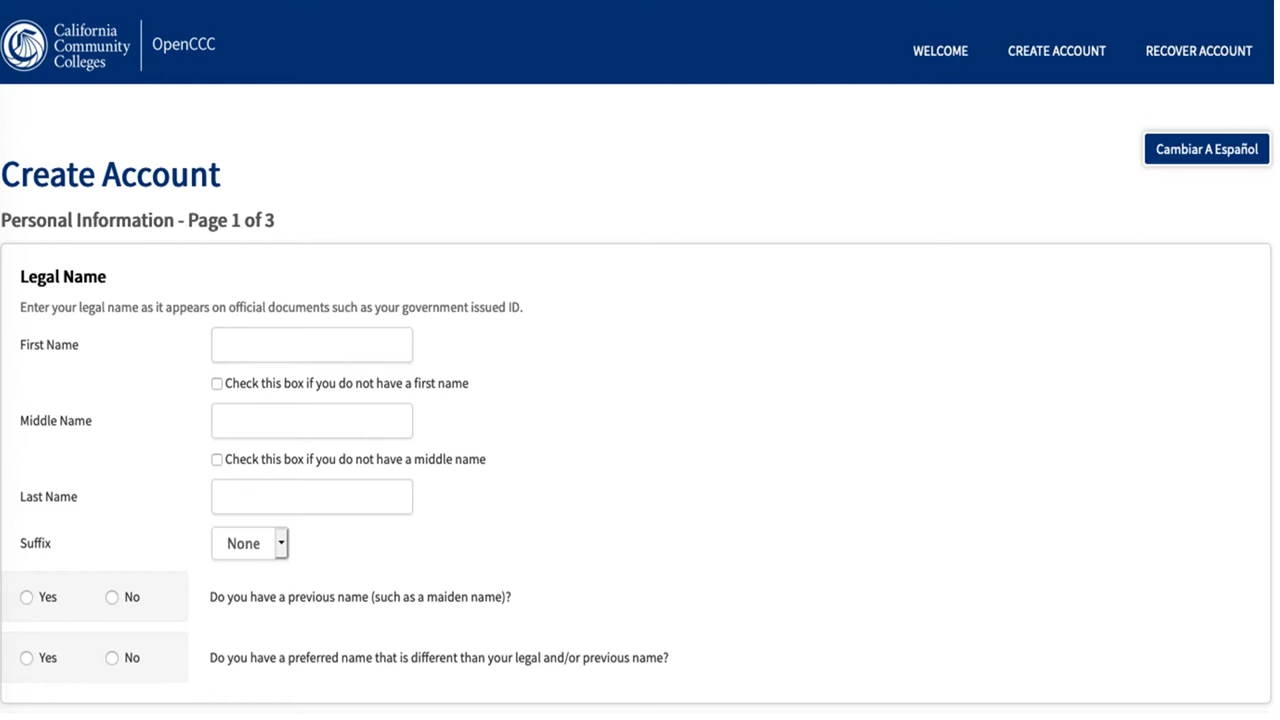 California
Community
Colleges
OpenCCC
WELCOME
CREATE ACCOUNT
RECOVER ACCOUNT
Cambiar A Español
Create Account
Personal Information - Page 1 of 3
Legal Name
Enter your legal name as it appears on official documents such as your government issued ID.
First Name
Check this box if you do not have a first name
Middle Name
Check this box if you do not have a middle name
Last Name
Suffix
None
Yes No Do you have a previous name (such as a maiden name)?
Yes No Do you have a preferred name that is different than your legal and/or previous name?